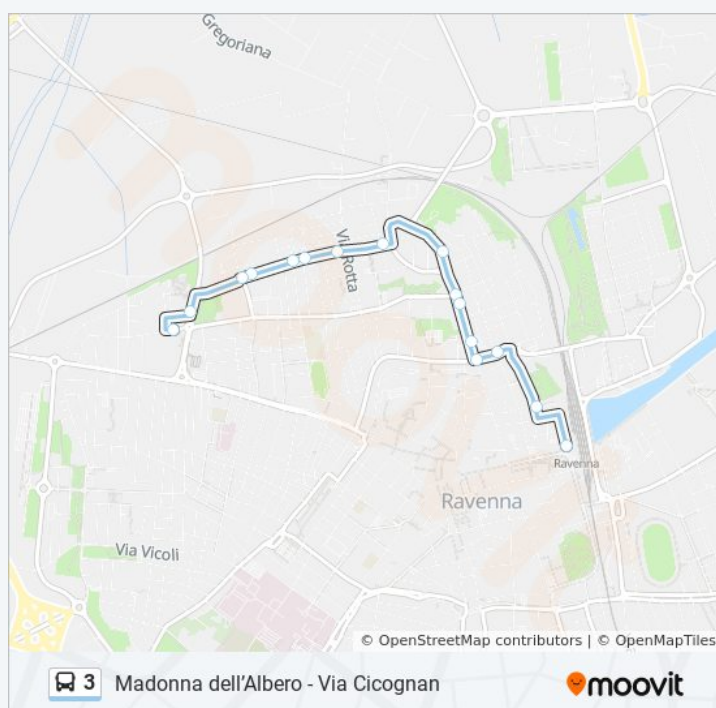 Gregoriana
Via Rotta
Ravenna
Ravenna
Via Vicoli
© OpenStreetMap contributors | © OpenMapTiles
3 Madonna dell’Albero - Via Cicognan
moovit